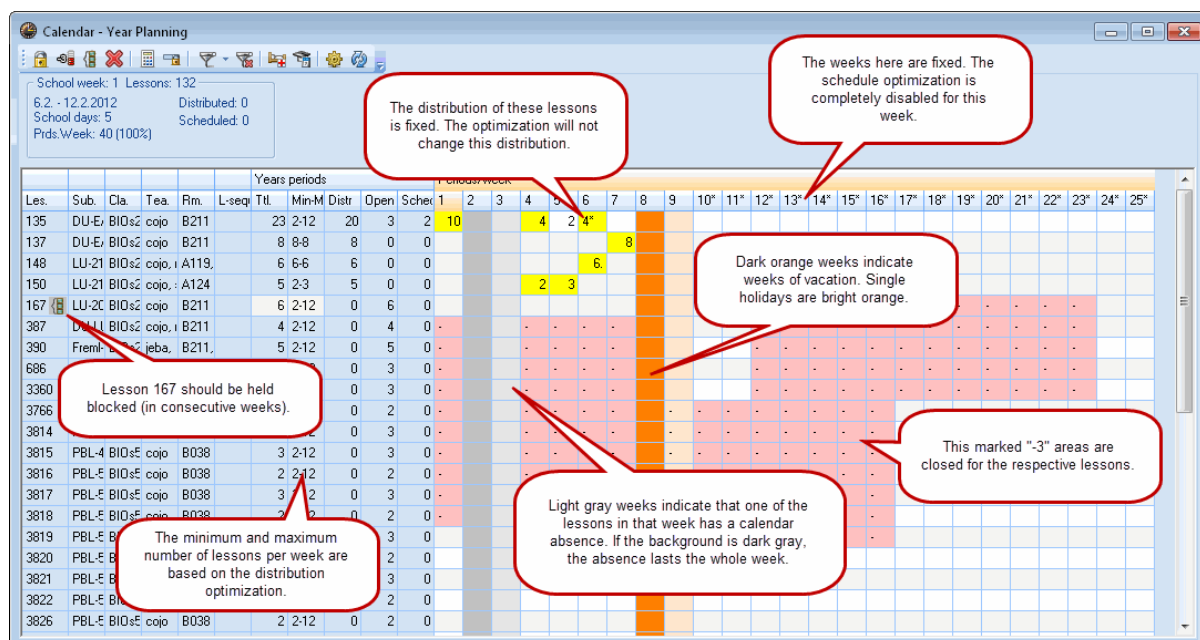 Calendar - Year Planning
School week: 1 Lessons: 132
6.2. - 12.2.2012 Distributed: 0
School days: 5 Scheduled: 0
Prds.Week: 40 (100%)
The distribution of these lessons
is fixed. The optimization will not
change this distribution.
The weeks here are fixed. The
schedule optimization is
completely disabled for this
week.
Years periods Periods/week
Les. Sub. Cla. Tea. Rm. L-sequ Ttl. Min-M Distr Open Sched 1 2 3 4 5 6 7 8 9 10* 11* 12* 13* 14* 15* 16* 17* 18* 19* 20* 21* 22* 23* 24* 25*
135 DU-E BIOs2 cojo B211 23 2-12 20 3 2 10 4 2 4*
137 DU-E BIOs2 cojo B211 8 8-8 8 0 0 8
148 LU-21 BIOs2 cojo, A119, 6 6-6 6 0 0 6.
150 LU-21 BIOs2 cojo, A124 5 2-3 5 0 0 2 3
167 LU-20 BIOs2 cojo B211 6 2-12 0 6 0
387 BIOs2 cojo, B211 4 2-12 0 4 0
390 Freml- jeba, B211, 5 2-12 0 5 0
686 0 3 0
3360 0 3 0
3766 0 2 0
3814 0 3 0
3815 PBL-4 BIOs5 cojo B038 3 2-12 0 3 0
3816 PBL-5 BIOs5 cojo B038 2 2-12 0 2 0
3817 PBL-5 BIOs5 cojo B038 3 0 3 0
3818 PBL-5 BIOs5 cojo B038 0 2 0
3819 PBL-5 3 0
3820 PBL-5 2 0
3821 PBL-5 3 0
3822 PBL-5 2 0
3826 PBL-5 BIOs5 cojo B038 2 2-12 0 2 0
Dark orange weeks indicate
weeks of vacation. Single
holidays are bright orange.
Lesson 167 should be held
blocked (in consecutive weeks).
This marked "-3" areas are
closed for the respective lessons.
Light gray weeks indicate that one of the
lessons in that week has a calendar
absence. If the background is dark gray,
the absence lasts the whole week.
The minimum and maximum
number of lessons per week are
based on the distribution
optimization.